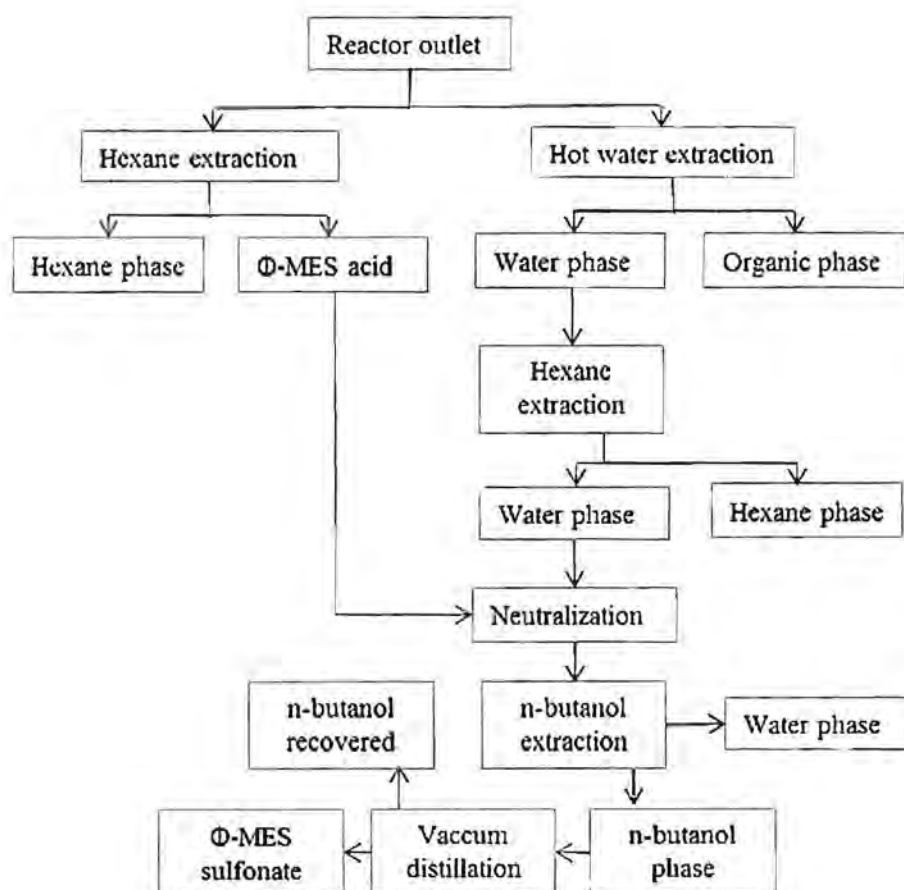 Reactor outlet
Hexane extraction
Hot water extraction
Hexane phase
Φ-MES acid
Water phase
Organic phase
Hexane
extraction
Water phase
Hexane phase
Neutralization
n-butanol
recovered
n-butanol
extraction
Water phase
Φ-MES
sulfonate
Vaccum
distillation
n-butanol
phase